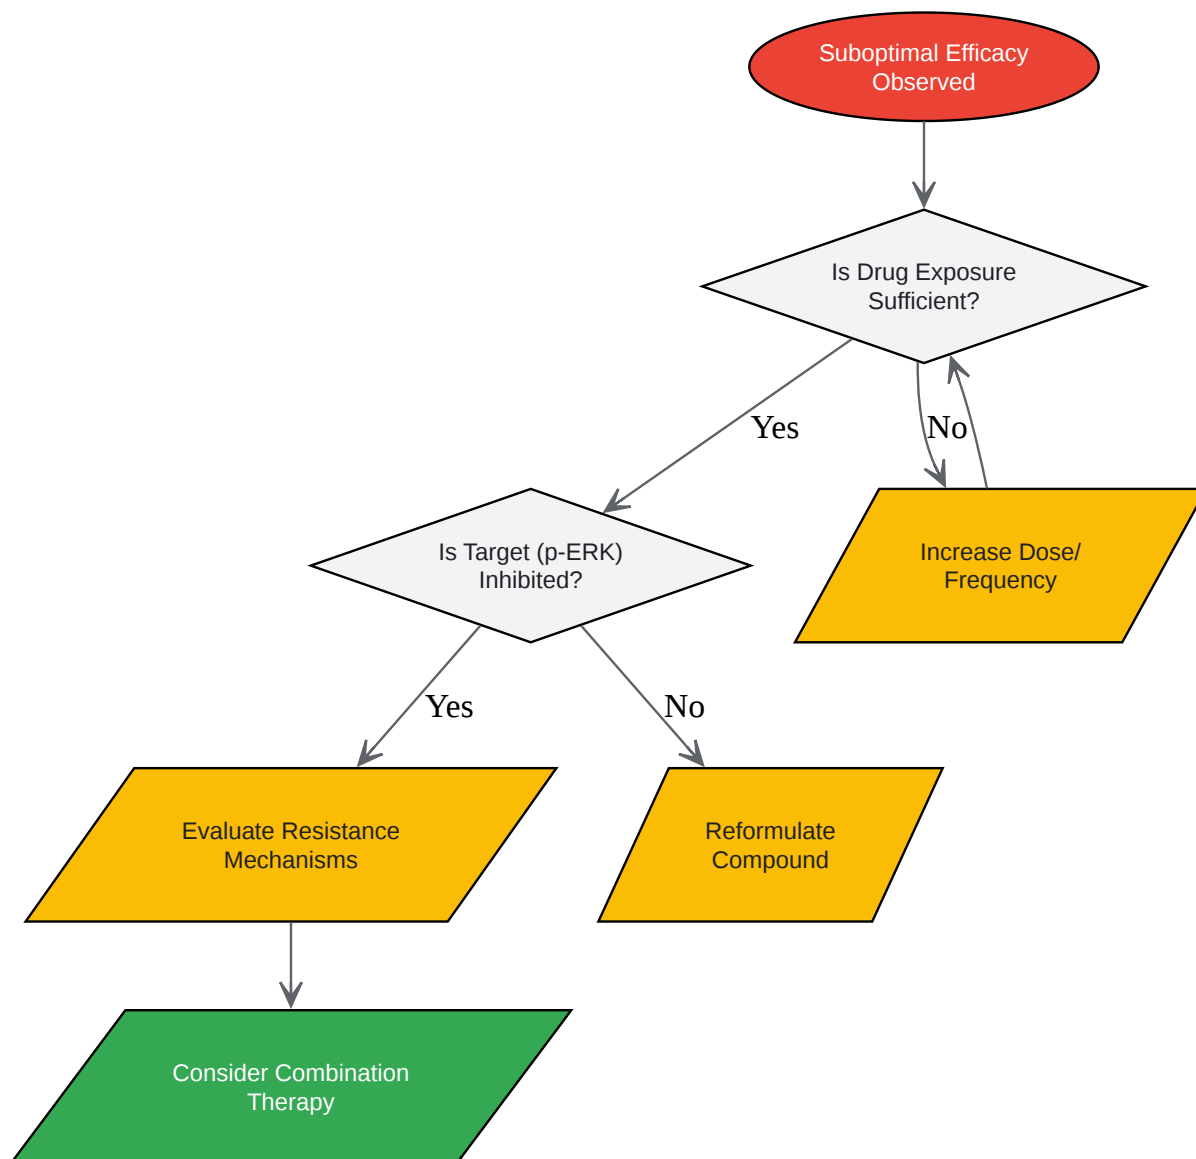 Suboptimal Efficacy
Observed
Is Drug Exposure
Sufficient?
Yes
No
Is Target (p-ERK)
Inhibited?
Increase Dose/
Frequency
Yes
No
Evaluate Resistance
Mechanisms
Reformulate
Compound
Consider Combination
Therapy